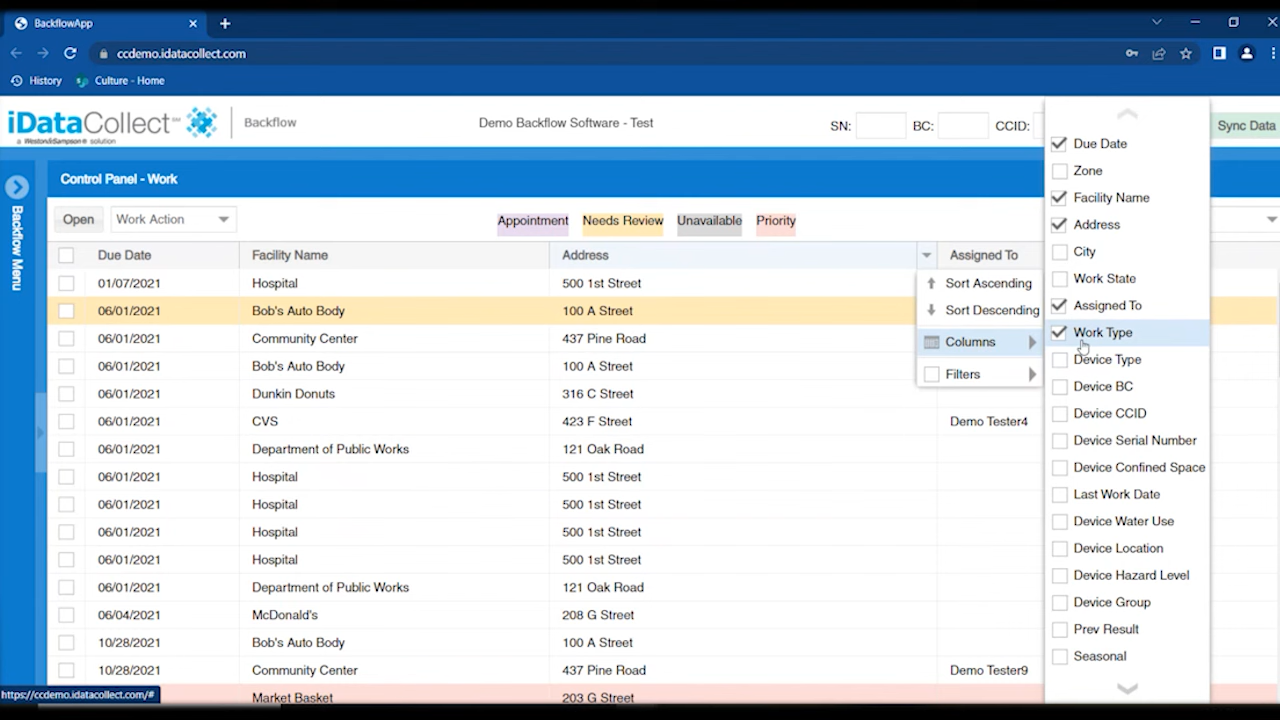 BackflowApp
ccdemo.idatacollect.com
History Culture - Home
iDataCollect℠ Backflow Demo Backflow Software - Test SN: BC: CCID: Sync Data
a Weston&Sampson® solution
Control Panel - Work
Backflow Menu
Open Work Action Appointment Needs Review Unavailable Priority
Due Date Facility Name Address Assigned To
01/07/2021 Hospital 500 1st Street
06/01/2021 Bob's Auto Body 100 A Street
06/01/2021 Community Center 437 Pine Road
06/01/2021 Bob's Auto Body 100 A Street
06/01/2021 Dunkin Donuts 316 C Street
06/01/2021 CVS 423 F Street Demo Tester4
06/01/2021 Department of Public Works 121 Oak Road
06/01/2021 Hospital 500 1st Street
06/01/2021 Hospital 500 1st Street
06/01/2021 Hospital 500 1st Street
06/01/2021 Hospital 500 1st Street
06/01/2021 Department of Public Works 121 Oak Road
06/04/2021 McDonald's 208 G Street
10/28/2021 Bob's Auto Body 100 A Street
10/28/2021 Community Center 437 Pine Road Demo Tester9
Market Basket 203 G Street
https://ccdemo.idatacollect.com/#
Sort Ascending
Sort Descending
Columns
Filters
Due Date
Zone
Facility Name
Address
City
Work State
Assigned To
Work Type
Device Type
Device BC
Device CCID
Device Serial Number
Device Confined Space
Last Work Date
Device Water Use
Device Location
Device Hazard Level
Device Group
Prev Result
Seasonal